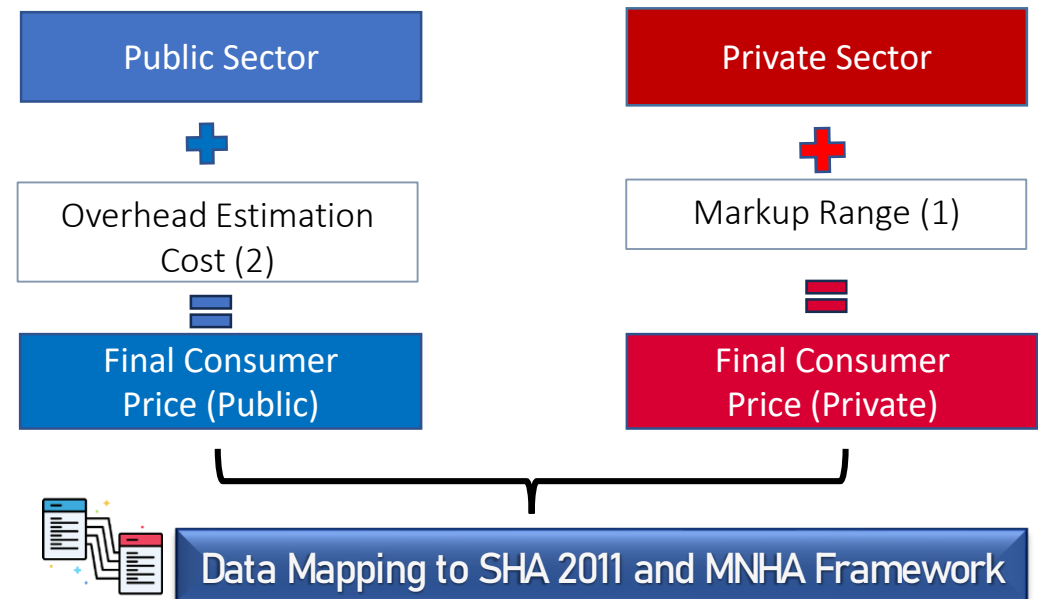 Public Sector
Private Sector
Overhead Estimation
Cost (2)
Markup Range (1)
Final Consumer
Price (Public)
Final Consumer
Price (Private)
Data Mapping to SHA 2011 and MNHA Framework